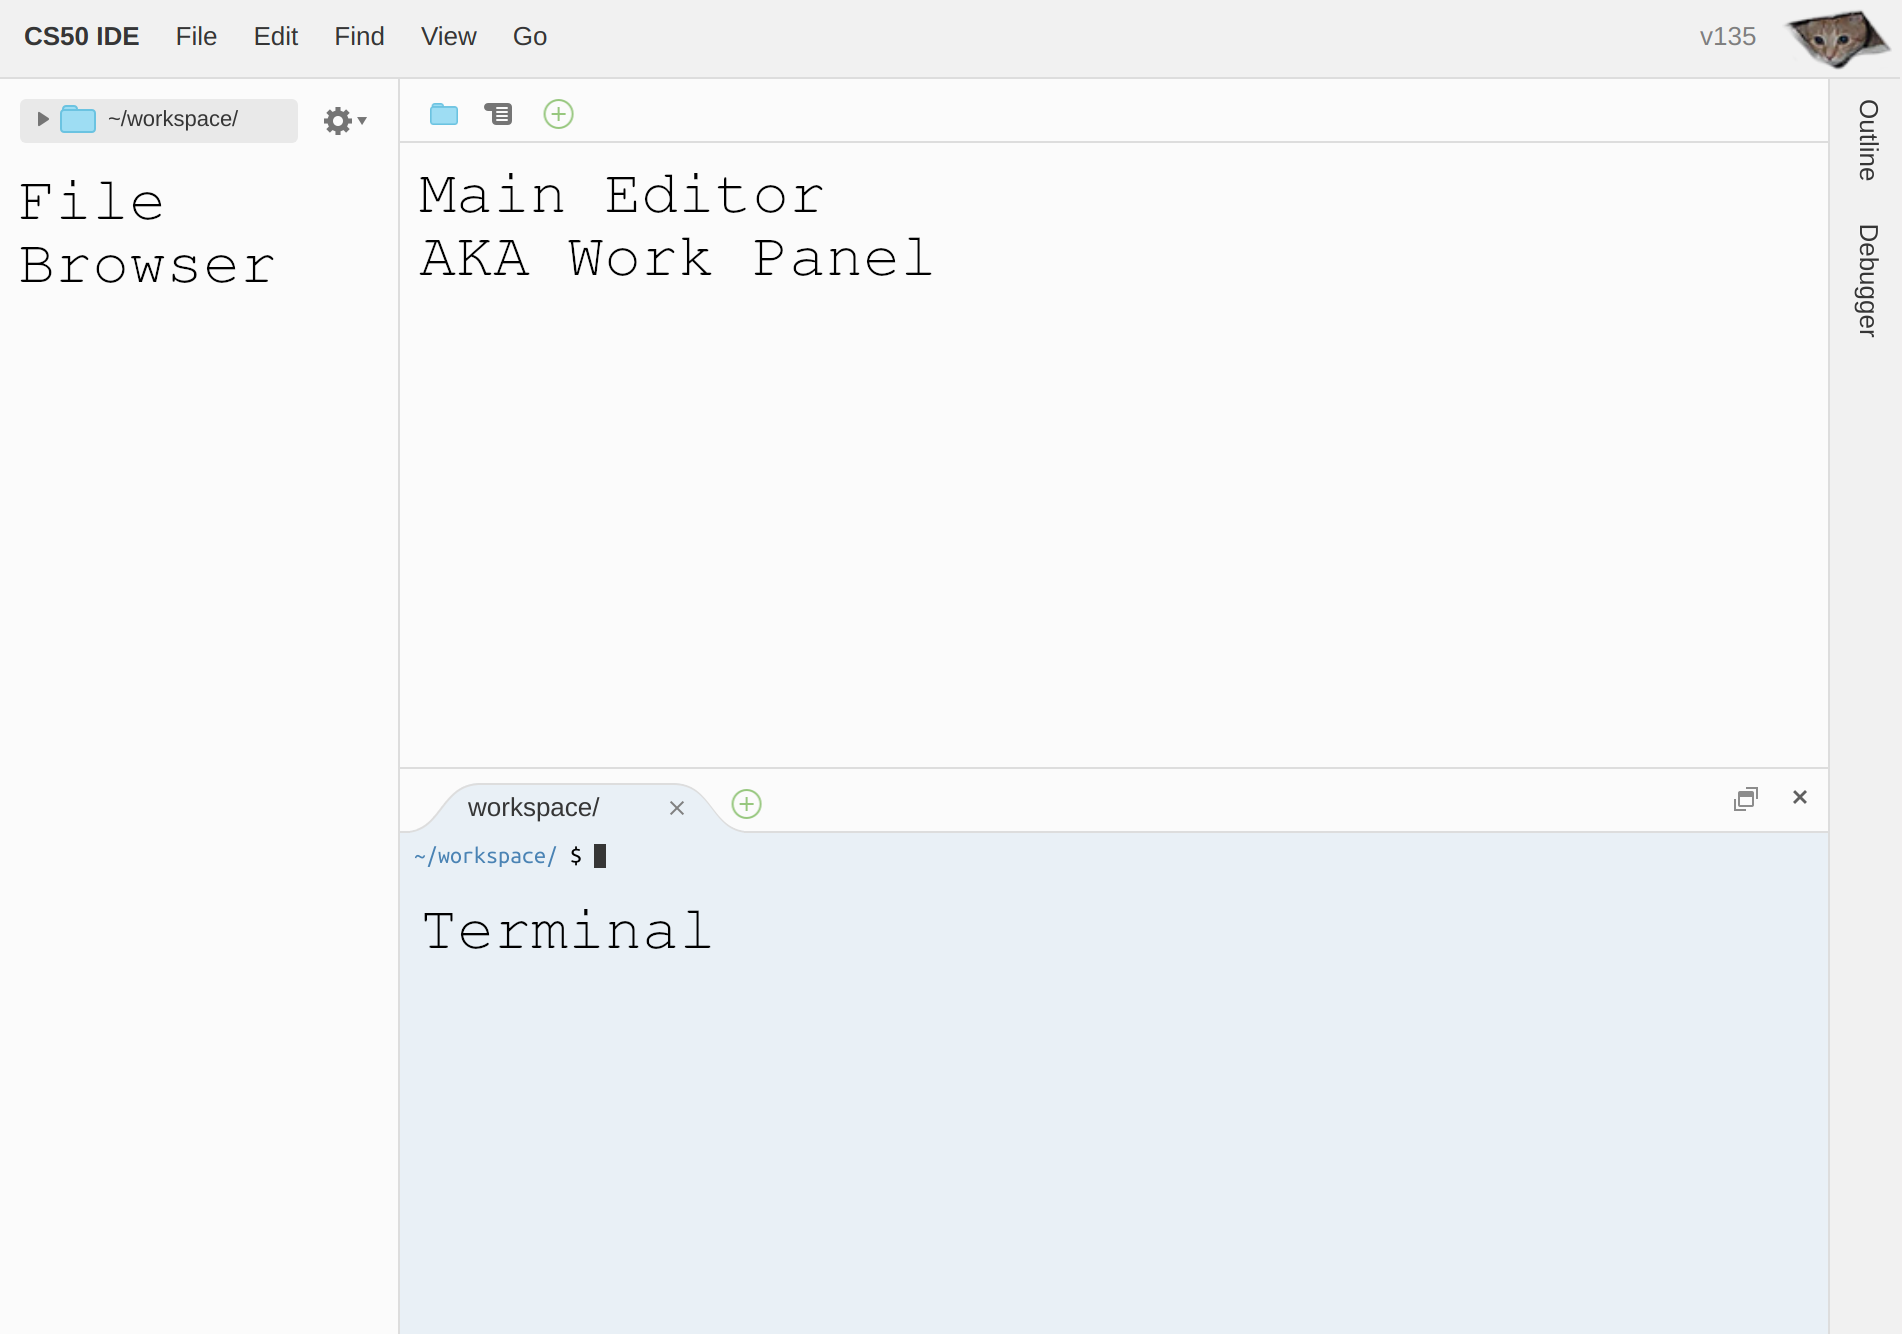 CS50 IDE File Edit Find View Go v135
~/workspace/
File
Browser
Main Editor
AKA Work Panel
workspace/
~/workspace/ $
Terminal
Outline
Debugger